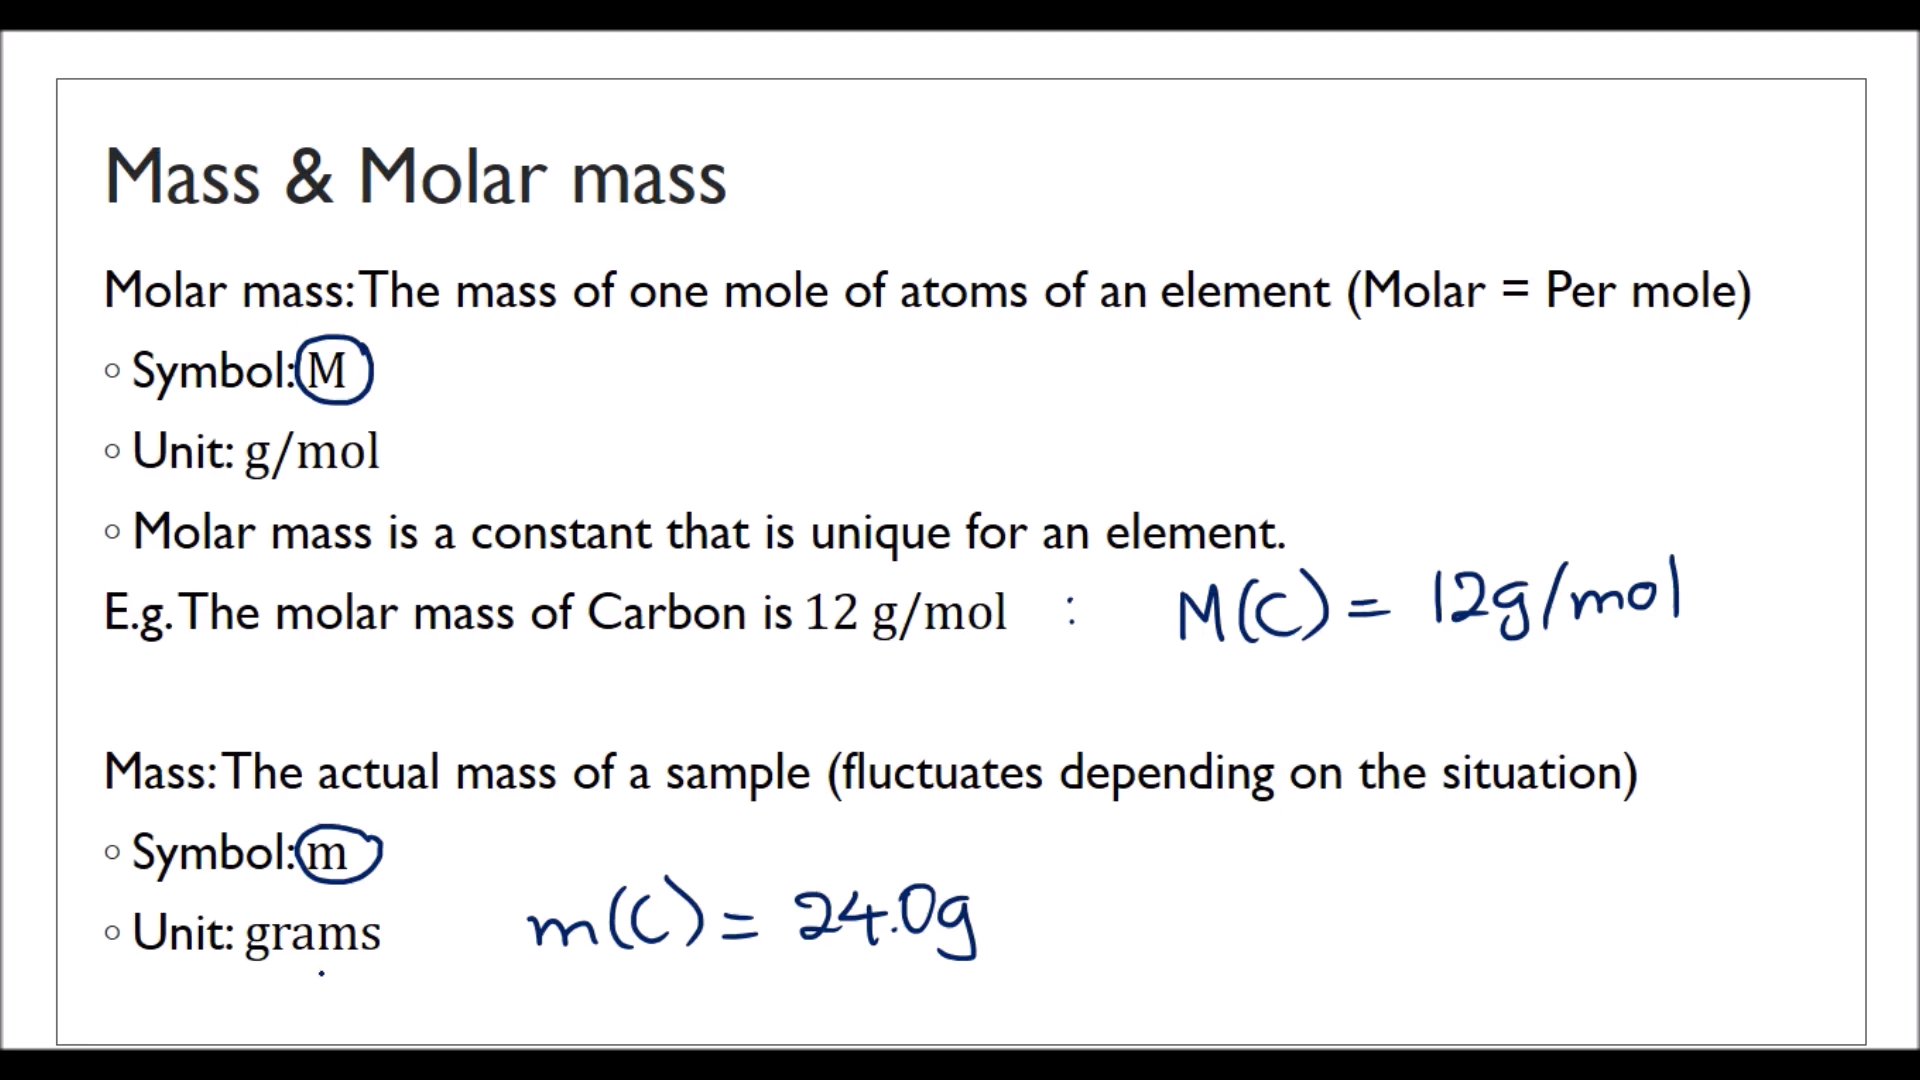 Mass & Molar mass
Molar mass: The mass of one mole of atoms of an element (Molar = Per mole)
◦ Symbol: M
◦ Unit: g/mol
◦ Molar mass is a constant that is unique for an element.
E.g. The molar mass of Carbon is 12 g/mol : M(C) = 12g/mol
Mass: The actual mass of a sample (fluctuates depending on the situation)
◦ Symbol: m
◦ Unit: grams m(C) = 24.0g